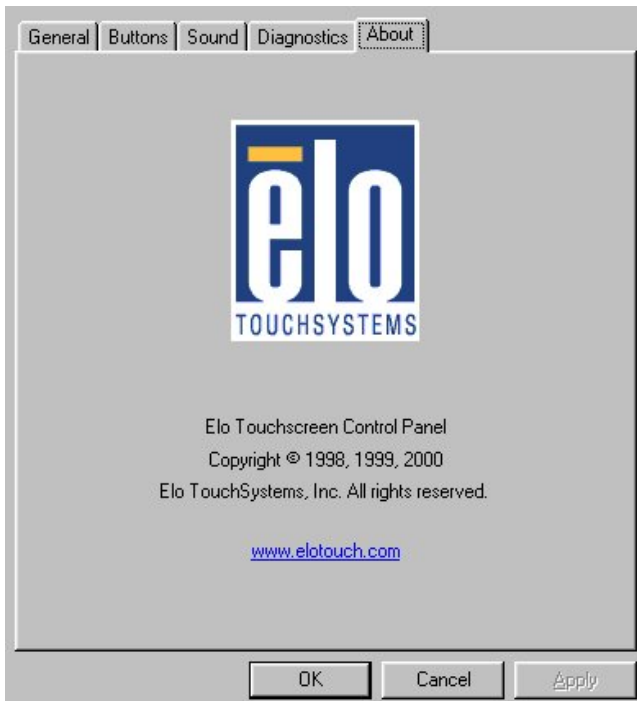 General Buttons Sound Diagnostics About
ēlo
TOUCHSYSTEMS
Elo Touchscreen Control Panel
Copyright © 1998, 1999, 2000
Elo TouchSystems, Inc. All rights reserved.
www.elotouch.com
OK Cancel Apply